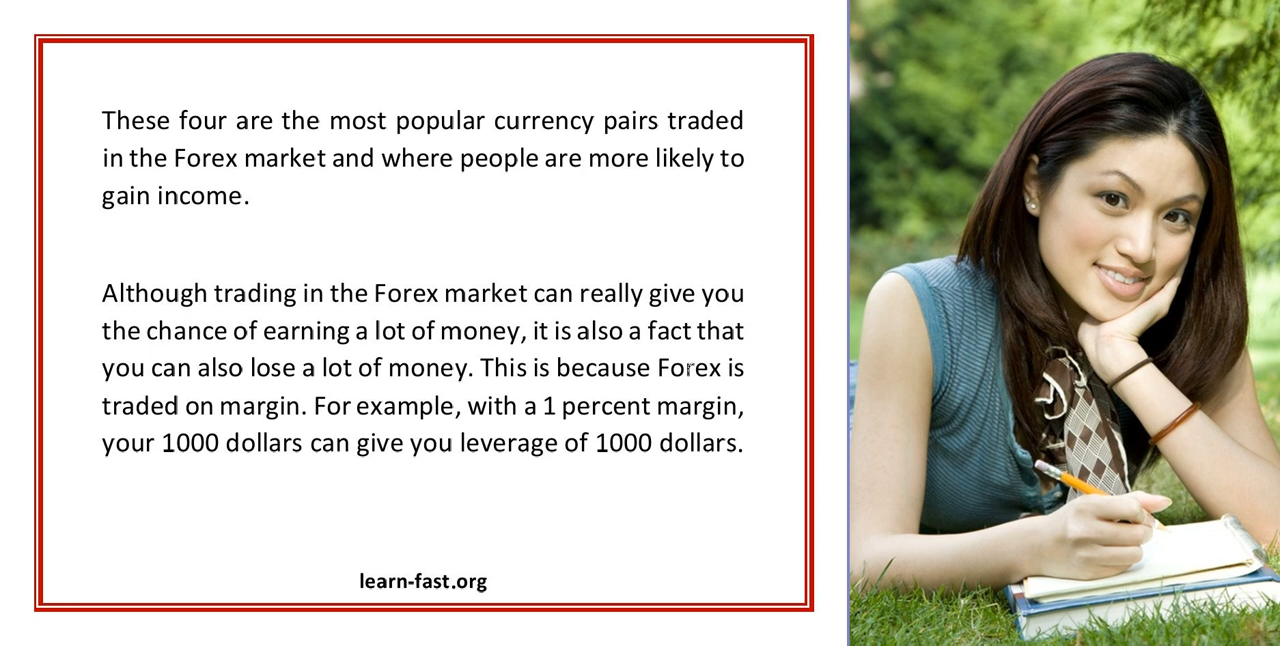 These four are the most popular currency pairs traded
in the Forex market and where people are more likely to
gain income.
Although trading in the Forex market can really give you
the chance of earning a lot of money, it is also a fact that
you can also lose a lot of money. This is because Forex is
traded on margin. For example, with a 1 percent margin,
your 1000 dollars can give you leverage of 1000 dollars.
learn-fast.org